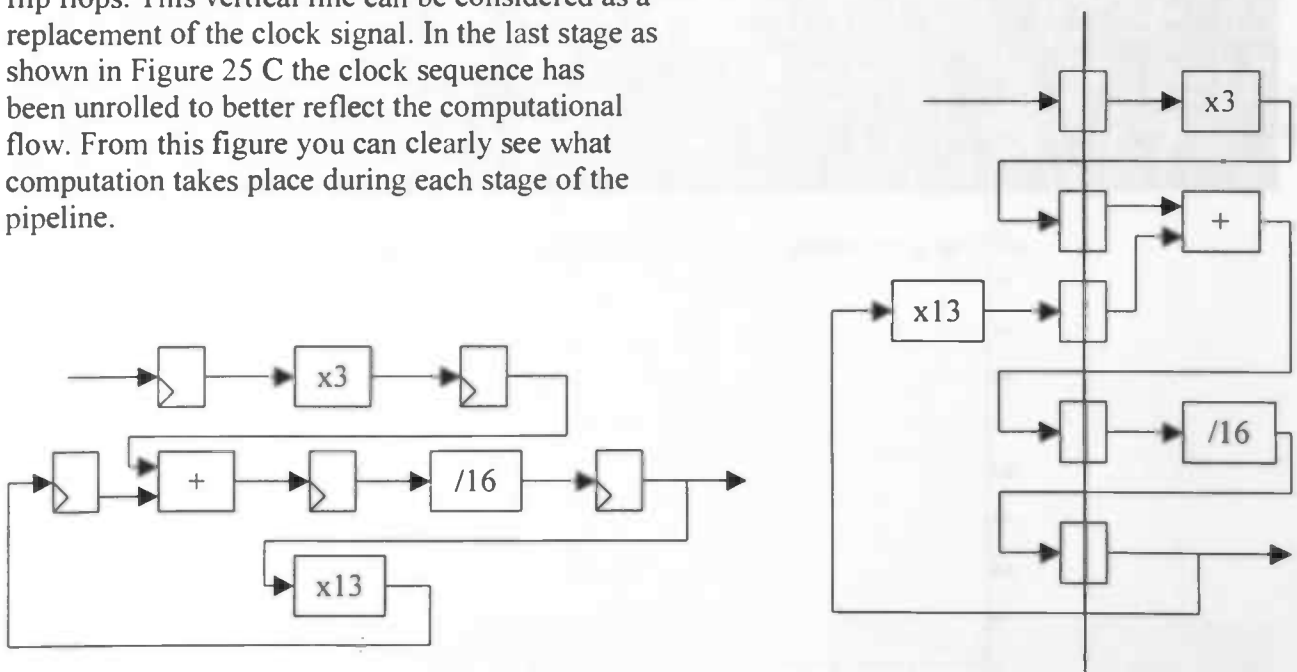 flip flops. This vertical line can be considered as a
replacement of the clock signal. In the last stage as
shown in Figure 25 C the clock sequence has
been unrolled to better reflect the computational
flow. From this figure you can clearly see what
computation takes place during each stage of the
pipeline.
x3
+
/16
x13
x3
+
x13
/16